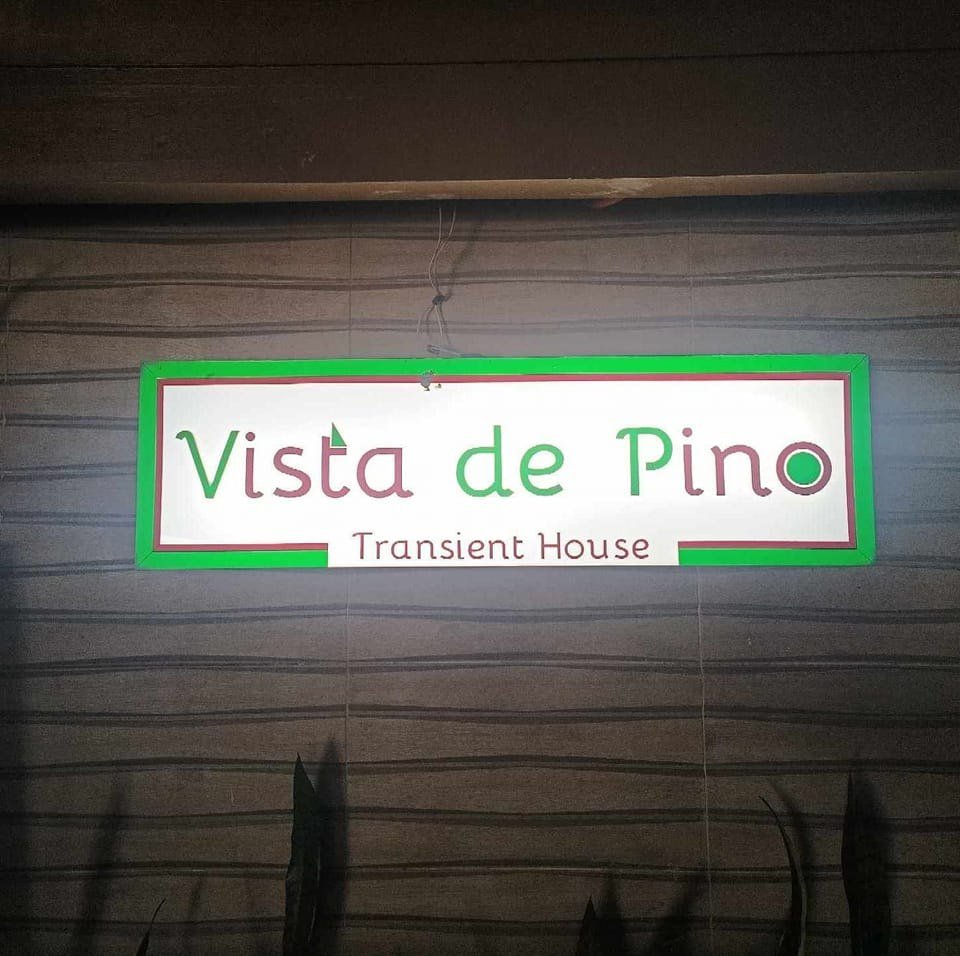 Vista de Pino
Transient House